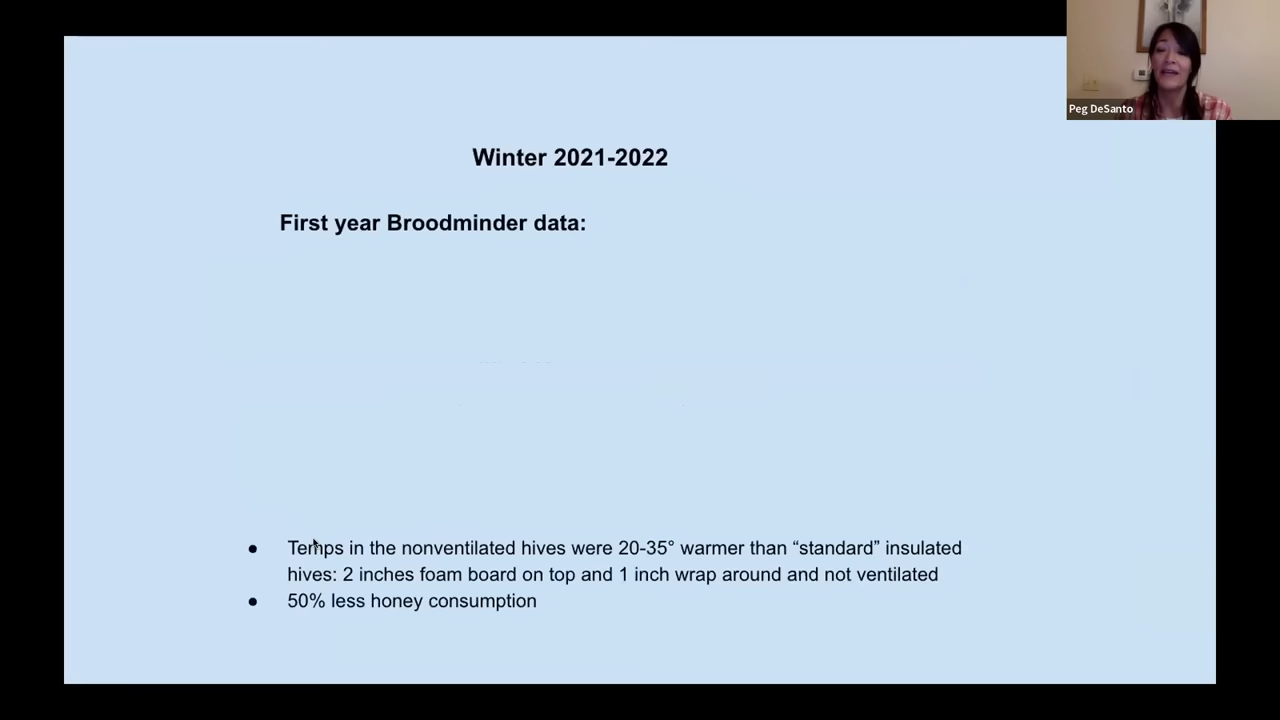 Peg DeSanto
Winter 2021-2022
First year Broodminder data:
● Temps in the nonventilated hives were 20-35° warmer than “standard” insulated
hives: 2 inches foam board on top and 1 inch wrap around and not ventilated
● 50% less honey consumption